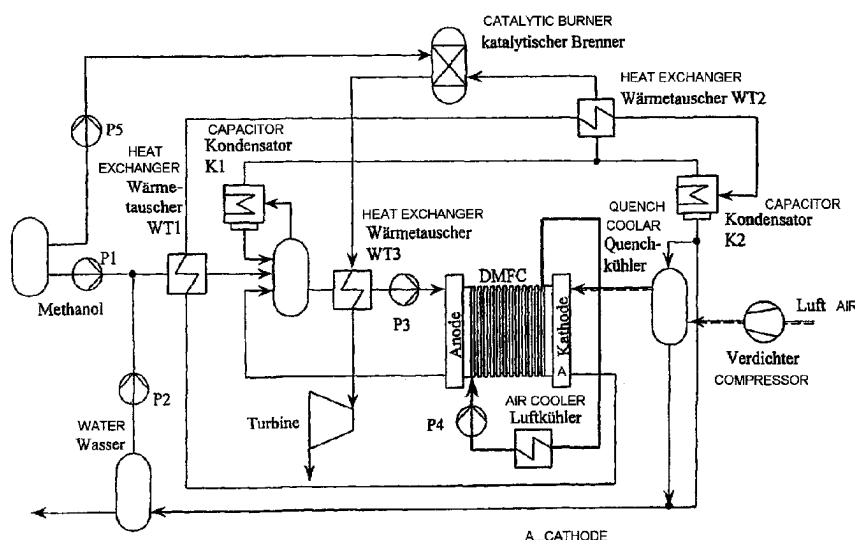 CATALYTIC BURNER
katalytischer Brenner
HEAT EXCHANGER
Wärmetauscher WT2
P5
CAPACITOR
Kondensator
K1
HEAT
EXCHANGER
Wärme-
tauscher
WT1
HEAT EXCHANGER
Wärmetauscher
WT3
QUENCH
COOLAR
Quench-
kühler
CAPACITOR
Kondensator
K2
P1
Methanol
DMFC
P3
Anode
Kathode
A
Luft AIR
Verdichter
COMPRESSOR
P2
WATER
Wasser
Turbine
P4
AIR COOLER
Luftkühler
A CATHODE